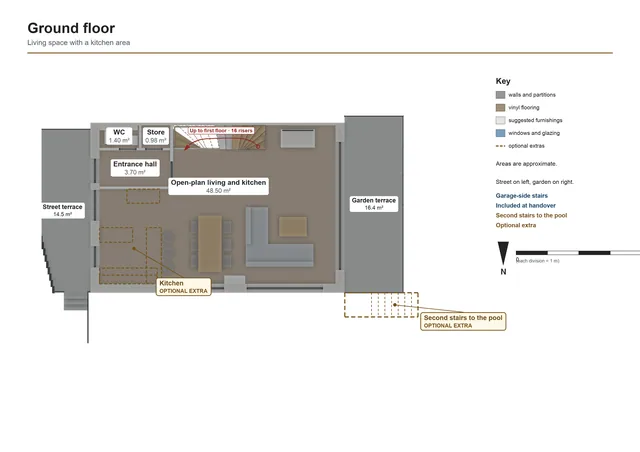 Ground floor
Living space with a kitchen area
Key
walls and partitions
vinyl flooring
suggested furnishings
windows and glazing
optional extras
Areas are approximate.
Street on left, garden on right.
Garage-side stairs
Included at handover
Second stairs to the pool
Optional extra
N
0
(each division = 1 m)
WC
1.40 m²
Store
0.98 m²
Up to first floor - 16 risers
Entrance hall
3.70 m²
Open-plan living and kitchen
48.50 m²
Street terrace
14.5 m²
Garden terrace
16.4 m²
Kitchen
OPTIONAL EXTRA
Second stairs to the pool
OPTIONAL EXTRA